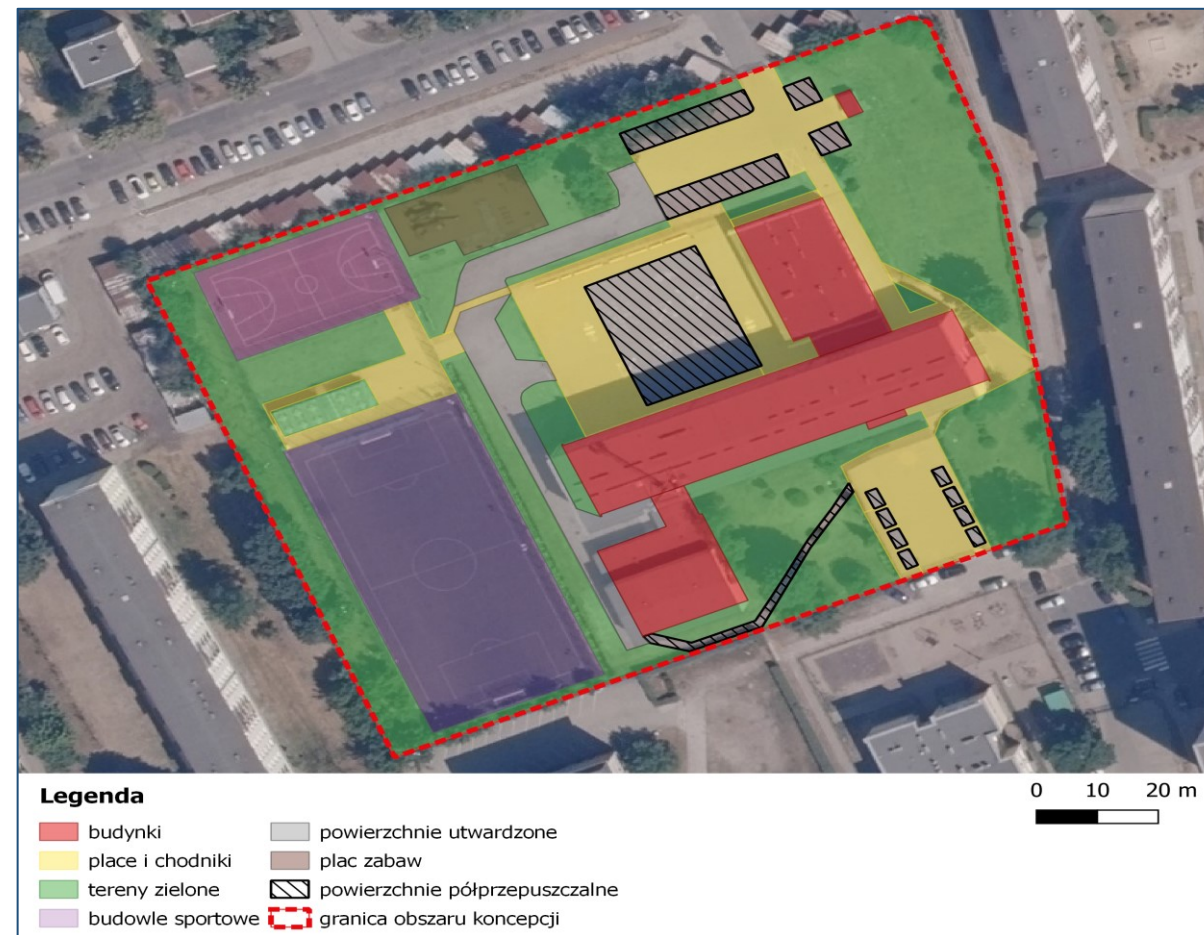 Legenda
budynki
place i chodniki
tereny zielone
budowle sportowe
powierzchnie utwardzone
plac zabaw
powierzchnie półprzepuszczalne
granica obszaru koncepcji
0 10 20 m